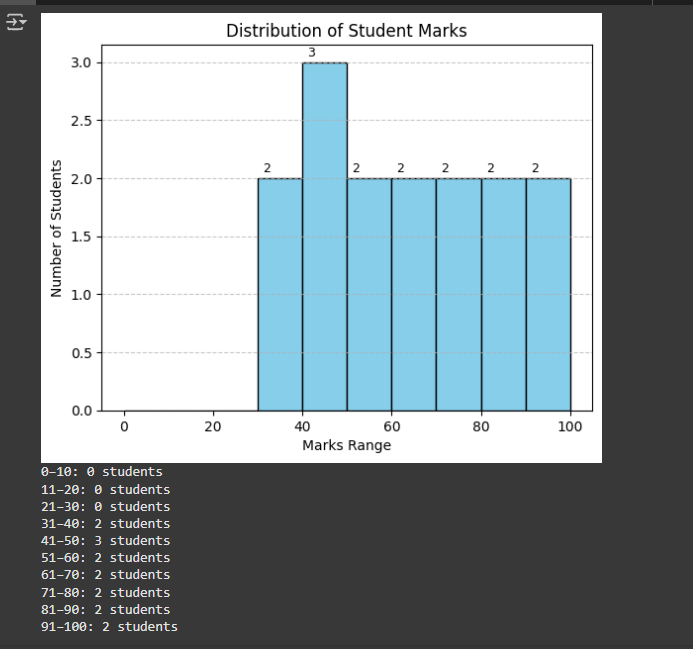 Distribution of Student Marks
3
3.0
2.5
2 2 2 2 2 2
2.0
Number of Students
1.5
1.0
0.5
0.0
0 20 40 60 80 100
Marks Range
0–10: 0 students
11–20: 0 students
21–30: 0 students
31–40: 2 students
41–50: 3 students
51–60: 2 students
61–70: 2 students
71–80: 2 students
81–90: 2 students
91–100: 2 students